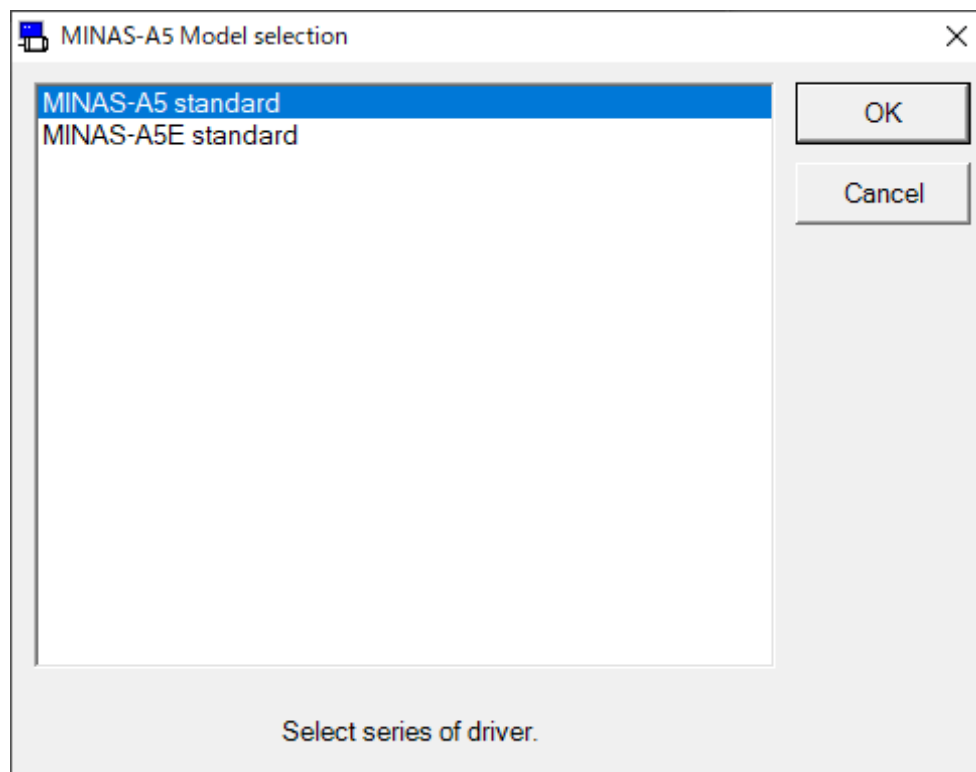 MINAS-A5 Model selection
MINAS-A5 standard
MINAS-A5E standard
OK
Cancel
Select series of driver.